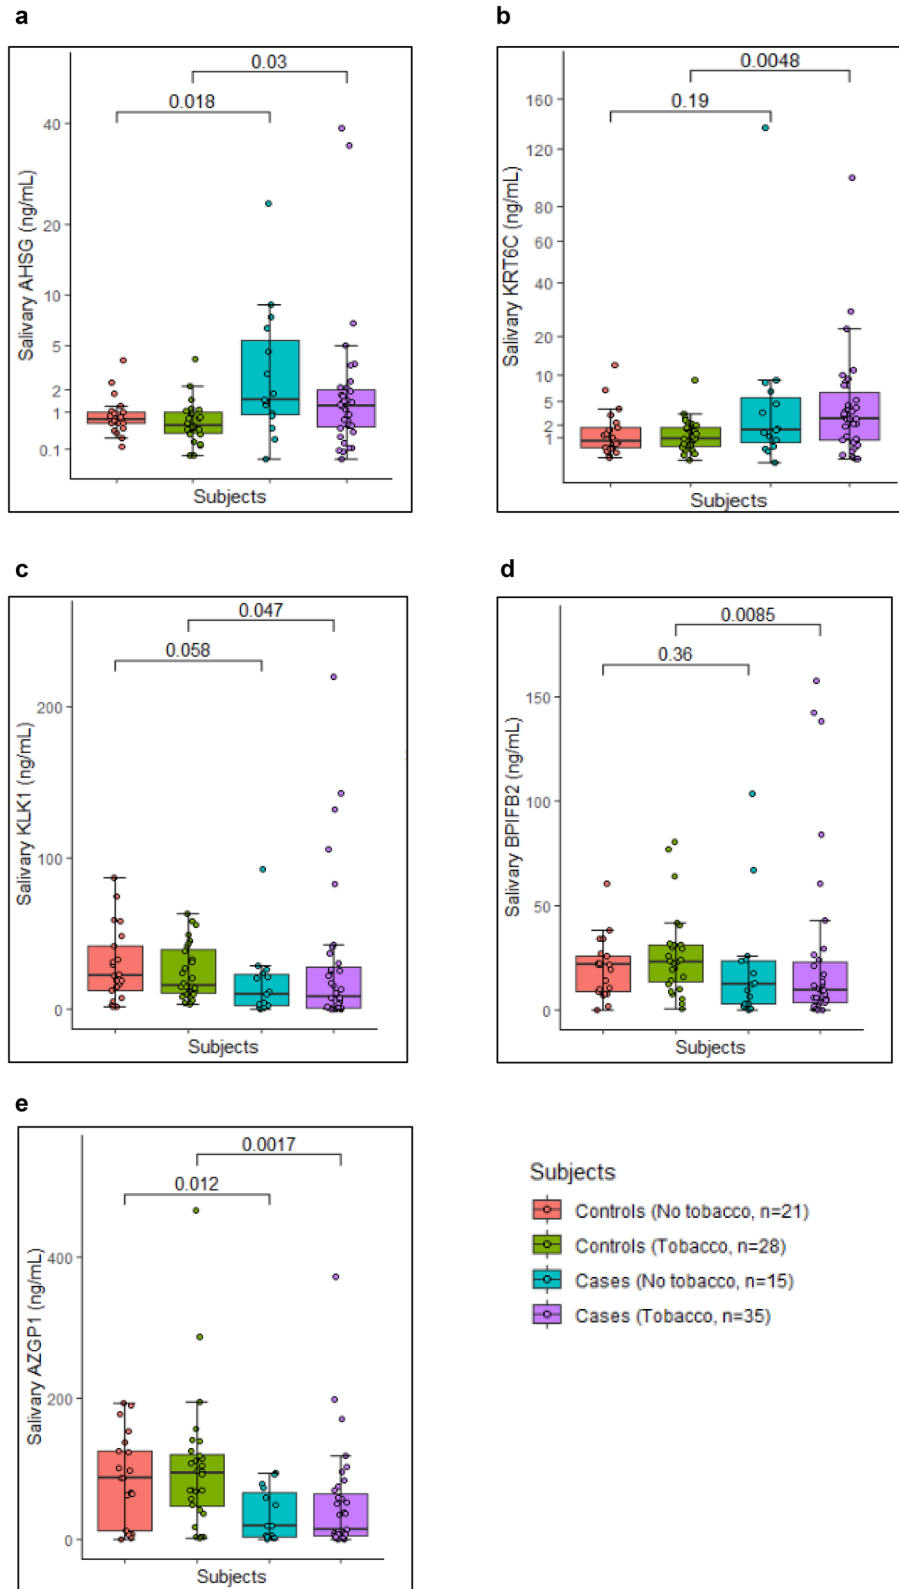 a
0.03
0.018
40
20
10
5
2
1
0.1
Salivary AHSG (ng/mL)
Subjects
b
0.0048
0.19
160
120
80
60
40
20
10
5
2
1
Salivary KRT6C (ng/mL)
Subjects
c
0.047
0.058
200
100
0
Salivary KLK1 (ng/mL)
Subjects
d
0.0085
0.36
150
100
50
0
Salivary BPIFB2 (ng/mL)
Subjects
e
0.0017
0.012
400
200
0
Salivary AZGP1 (ng/mL)
Subjects
Subjects
Controls (No tobacco, n=21)
Controls (Tobacco, n=28)
Cases (No tobacco, n=15)
Cases (Tobacco, n=35)